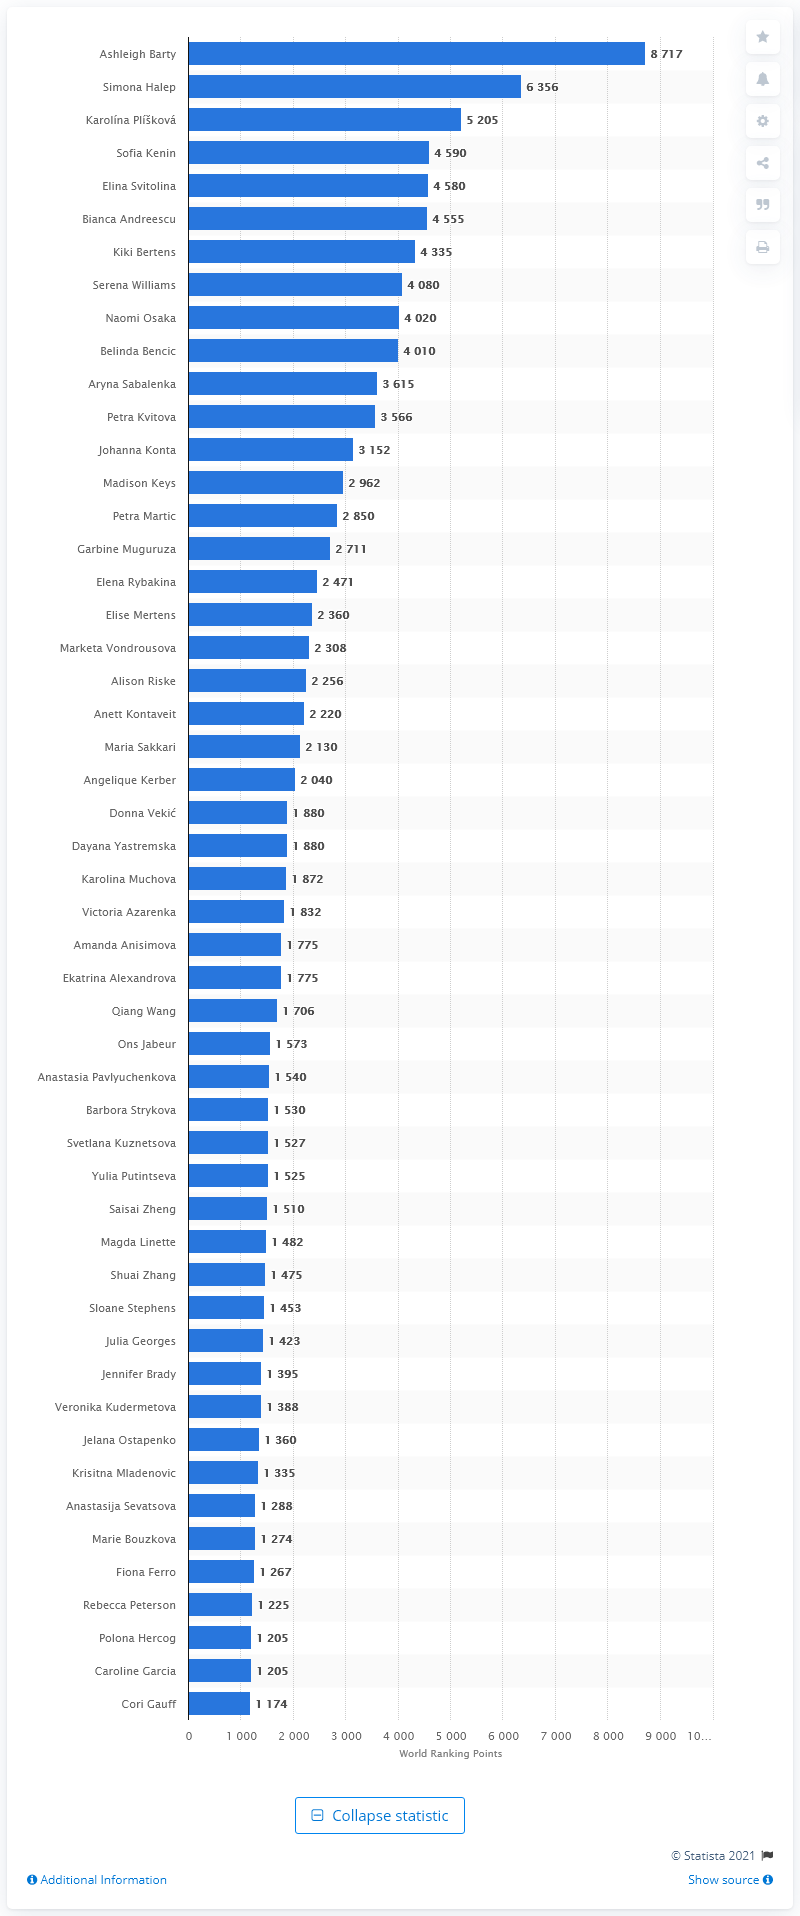 Ashleigh Barty 8 717
Simona Halep 6 356
Karolína Plíšková 5 205
Sofia Kenin 4 590
Elina Svitolina 4 580
Bianca Andreescu 4 555
Kiki Bertens 4 335
Serena Williams 4 080
Naomi Osaka 4 020
Belinda Bencic 4 010
Aryna Sabalenka 3 615
Petra Kvitova 3 566
Johanna Konta 3 152
Madison Keys 2 962
Petra Martic 2 850
Garbine Muguruza 2 711
Elena Rybakina 2 471
Elise Mertens 2 360
Marketa Vondrousova 2 308
Alison Riske 2 256
Anett Kontaveit 2 220
Maria Sakkari 2 130
Angelique Kerber 2 040
Donna Vekić 1 880
Dayana Yastremska 1 880
Karolina Muchova 1 872
Victoria Azarenka 1 832
Amanda Anisimova 1 775
Ekatrina Alexandrova 1 775
Qiang Wang 1 706
Ons Jabeur 1 573
Anastasia Pavlyuchenkova 1 540
Barbora Strykova 1 530
Svetlana Kuznetsova 1 527
Yulia Putintseva 1 525
Saisai Zheng 1 510
Magda Linette 1 482
Shuai Zhang 1 475
Sloane Stephens 1 453
Julia Georges 1 423
Jennifer Brady 1 395
Veronika Kudermetova 1 388
Jelana Ostapenko 1 360
Krisitna Mladenovic 1 335
Anastasija Sevatsova 1 288
Marie Bouzkova 1 274
Fiona Ferro 1 267
Rebecca Peterson 1 225
Polona Hercog 1 205
Caroline Garcia 1 205
Cori Gauff 1 174
0 1 000 2 000 3 000 4 000 5 000 6 000 7 000 8 000 9 000 10…
World Ranking Points
Collapse statistic
© Statista 2021
Additional Information
Show source